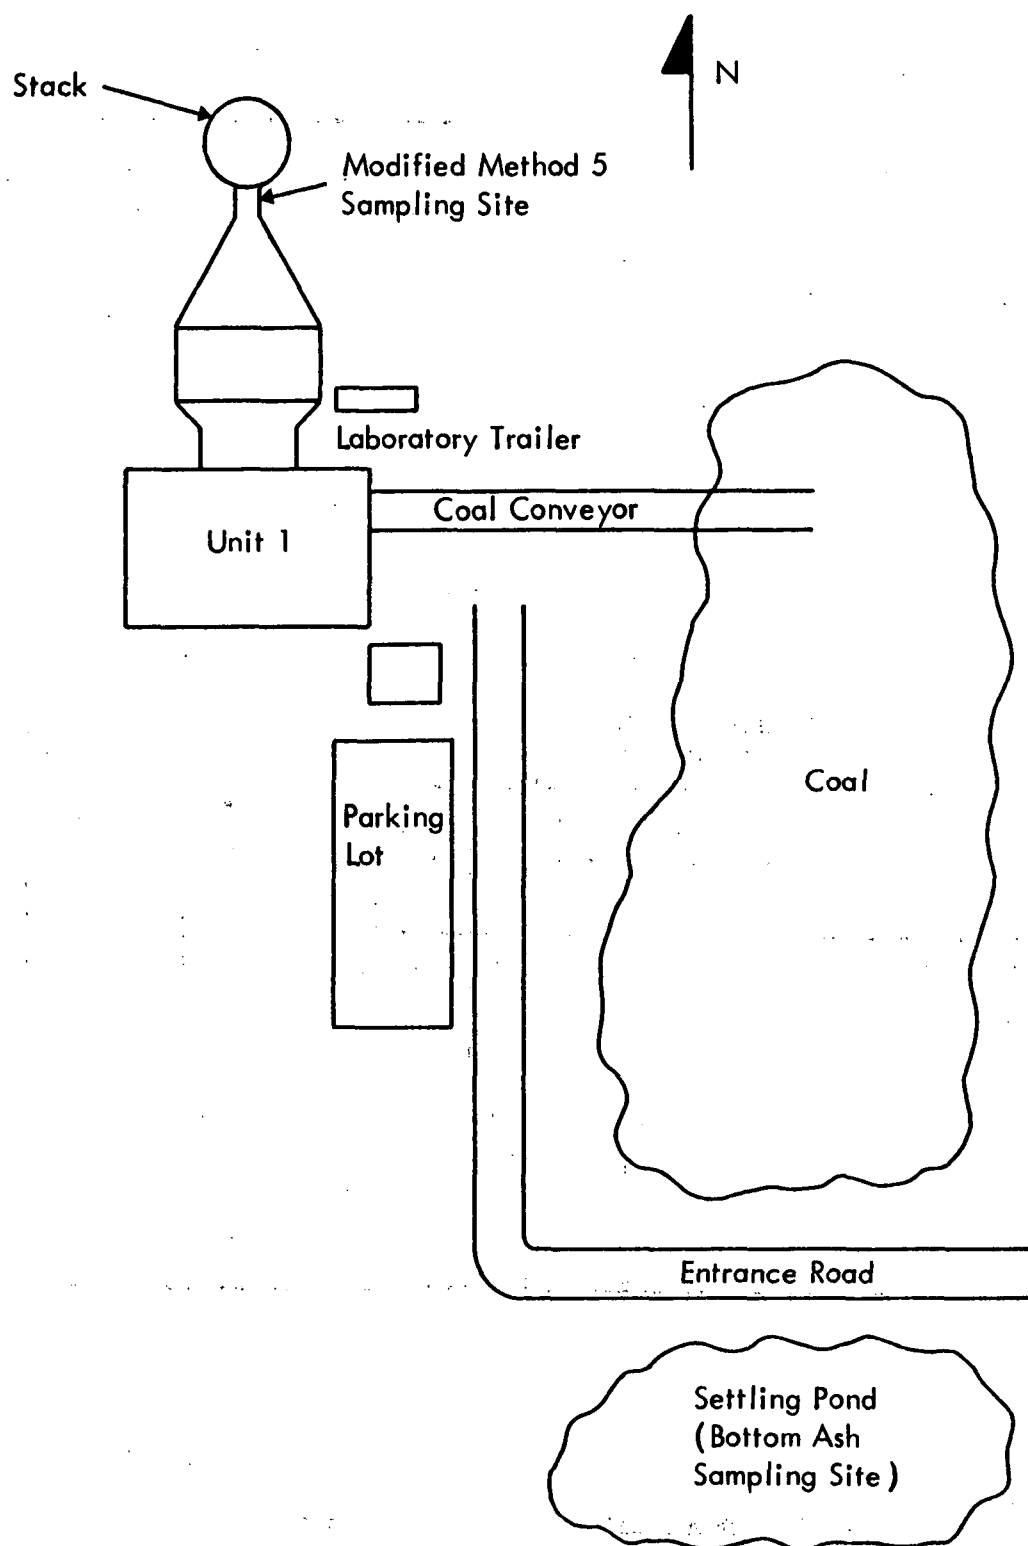 N
Stack
Modified Method 5
Sampling Site
Laboratory Trailer
Coal Conveyor
Unit 1
Coal
Parking
Lot
Entrance Road
Settling Pond
(Bottom Ash
Sampling Site)